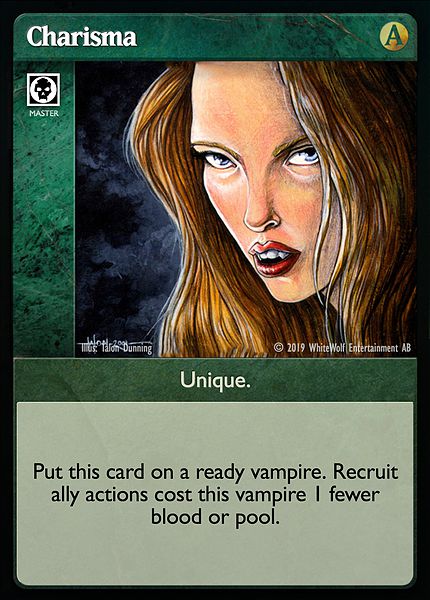 Charisma
A
MASTER
Illus: Talon Dunning
© 2019 WhiteWolf Entertainment AB
Unique.
Put this card on a ready vampire. Recruit
ally actions cost this vampire 1 fewer
blood or pool.